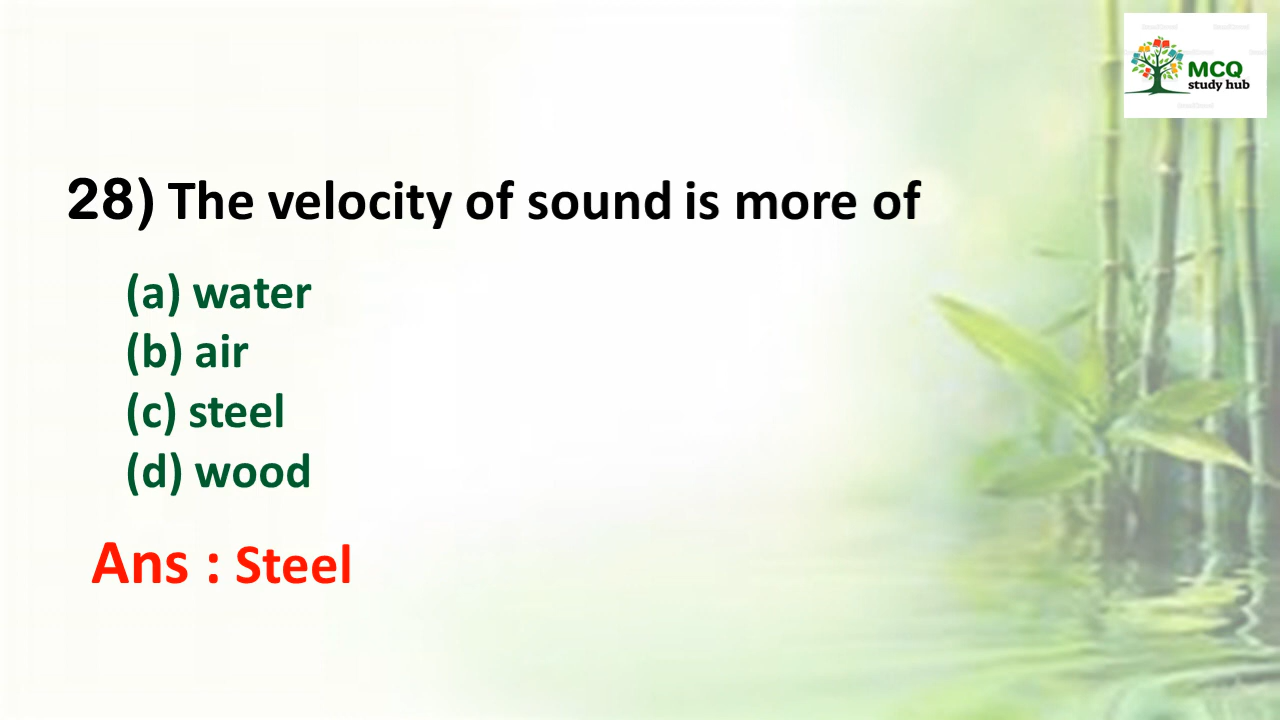 MCQ
study hub
28) The velocity of sound is more of
(a) water
(b) air
(c) steel
(d) wood
Ans : Steel